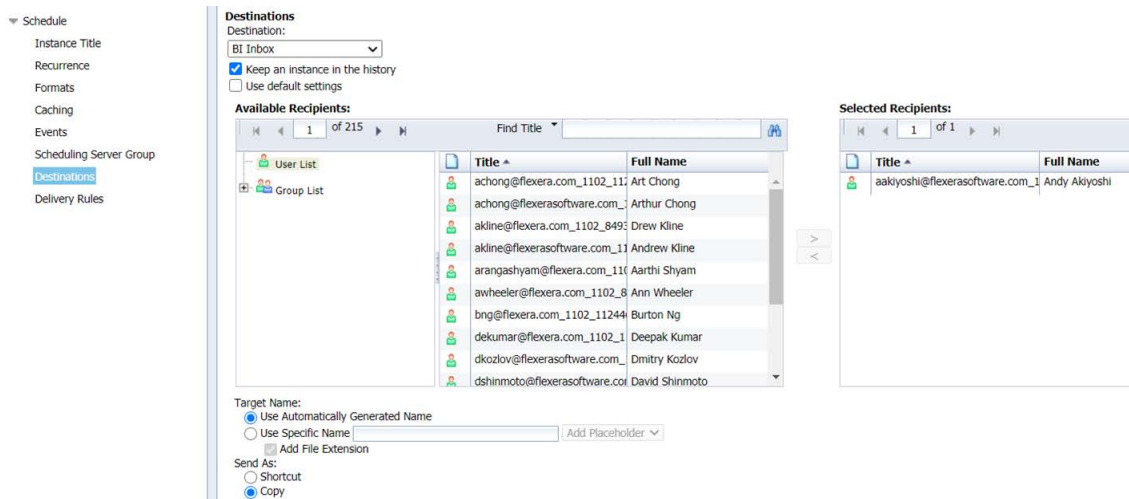 Schedule
Instance Title
Recurrence
Formats
Caching
Events
Scheduling Server Group
Destinations
Delivery Rules
Destinations
Destination:
BI Inbox
Keep an instance in the history
Use default settings
Available Recipients:
1 of 215 Find Title
User List
Group List
Title Full Name
achong@flexera.com_1102_112 Art Chong
achong@flexerasoftware.com_ Arthur Chong
akline@flexera.com_1102_8493 Drew Kline
akline@flexerasoftware.com_11 Andrew Kline
arangashyam@flexera.com_110 Aarthi Shyam
awheeler@flexera.com_1102_8 Ann Wheeler
bng@flexera.com_1102_11244 Burton Ng
dekumar@flexera.com_1102_1 Deepak Kumar
dkozlov@flexerasoftware.com_ Dmitry Kozlov
dshinmoto@flexerasoftware.cor David Shinmoto
>
<
Selected Recipients:
1 of 1
Title Full Name
aakiyoshi@flexerasoftware.com_1 Andy Akiyoshi
Target Name:
Use Automatically Generated Name
Use Specific Name Add Placeholder
Add File Extension
Send As:
Shortcut
Copy